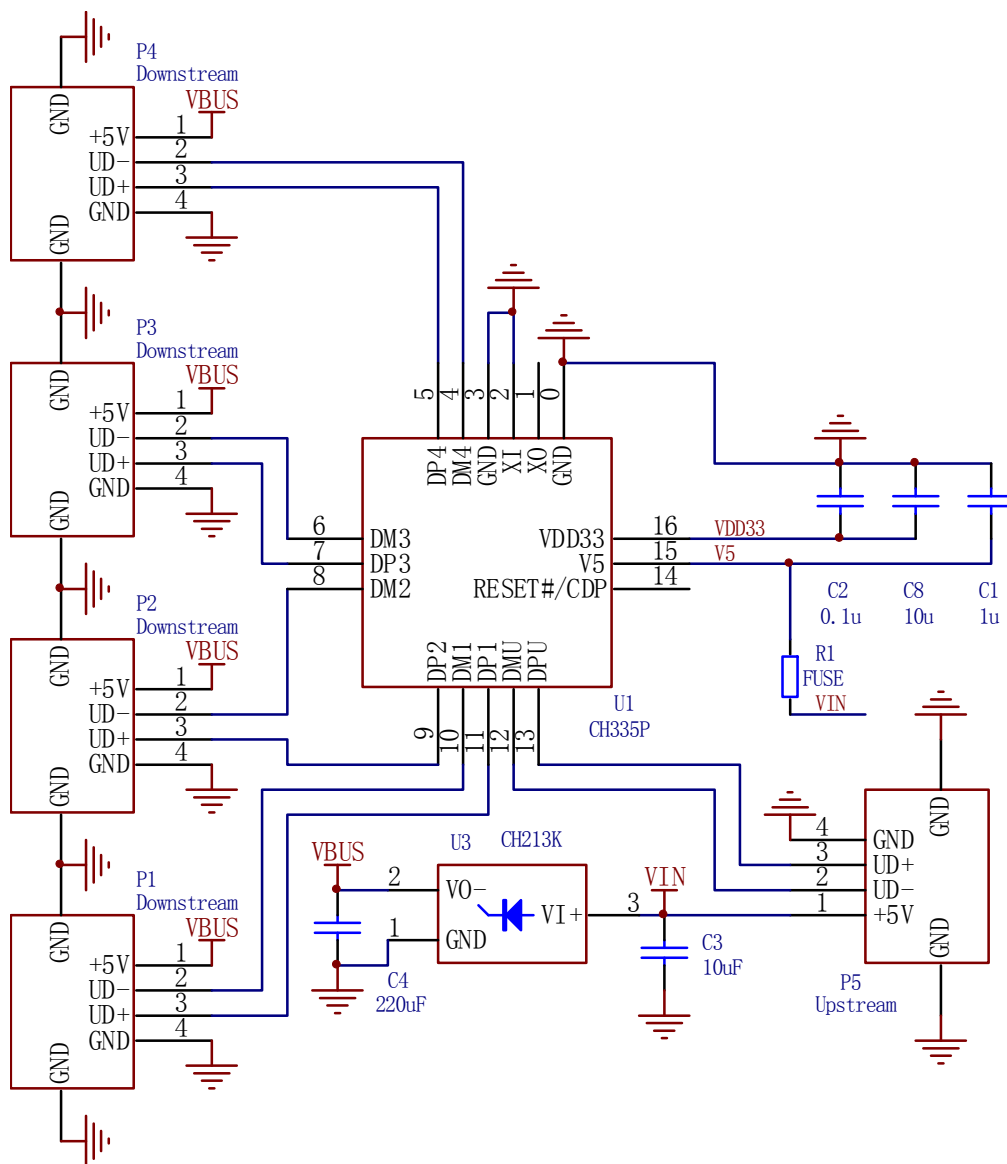 P4
Downstream
VBUS
GND
+5V 1
UD- 2
UD+ 3
GND 4
GND
P3
Downstream
VBUS
GND
+5V 1
UD- 2
UD+ 3
GND 4
GND
P2
Downstream
VBUS
GND
+5V 1
UD- 2
UD+ 3
GND 4
GND
P1
Downstream
VBUS
GND
+5V 1
UD- 2
UD+ 3
GND 4
GND
5 4 3 2 1 0
DP4 DM4 GND XI XO GND
6 DM3
7 DP3
8 DM2
VDD33 16 VDD33
V5 15 V5
RESET#/CDP 14
DP2 DM1 DP1 DMU DPU
9 10 11 12 13
U1
CH335P
C2
0.1u
C8
10u
C1
1u
R1
FUSE
VIN
U3 CH213K
VBUS
2 VO-
1 GND
VI+ 3
C4
220uF
VIN
C3
10uF
GND
4 GND
3 UD+
2 UD-
1 +5V
GND
P5
Upstream